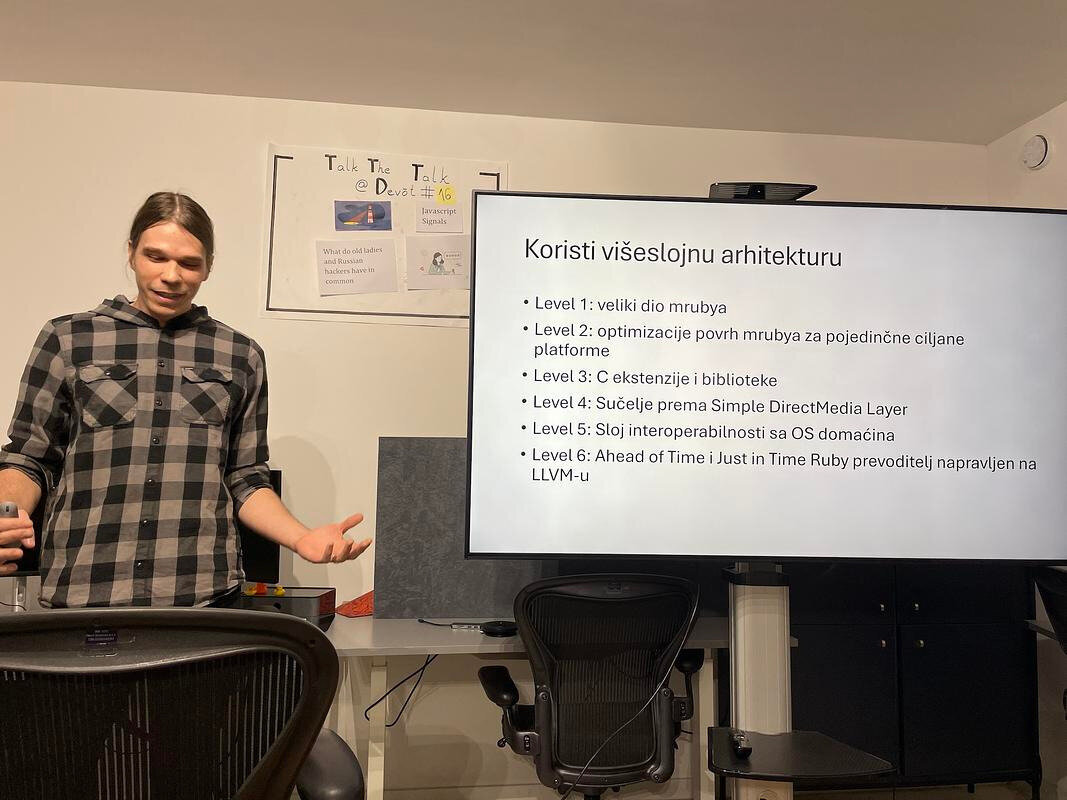 Talk The Talk
@ Devōt #16
Javascript
Signals
What do old ladies
and Russian
hackers have in
common
Koristi višeslojnu arhitekturu
• Level 1: veliki dio mrubya
• Level 2: optimizacije povrh mrubya za pojedinčne ciljane
platforme
• Level 3: C ekstenzije i biblioteke
• Level 4: Sučelje prema Simple DirectMedia Layer
• Level 5: Sloj interoperabilnosti sa OS domaćina
• Level 6: Ahead of Time i Just in Time Ruby prevoditelj napravljen na
LLVM-u